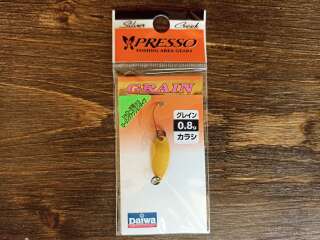 Silver Creek
PRESSO
FISHING AREA GEARS
GRAIN
グレイン
0.8g
カラシ
Daiwa